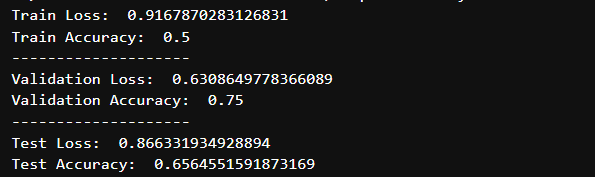 Train Loss:  0.9167870283126831
Train Accuracy:  0.5
--------------------
Validation Loss:  0.6308649778366089
Validation Accuracy:  0.75
--------------------
Test Loss:  0.866331934928894
Test Accuracy:  0.6564551591873169